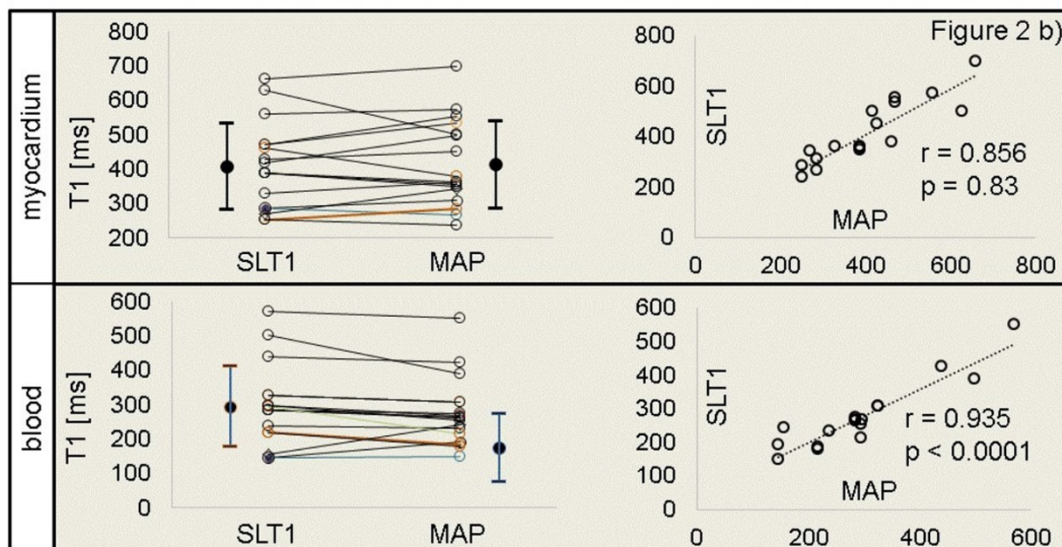 Figure 2 b)
myocardium
T1 [ms]
800
700
600
500
400
300
200
SLT1 MAP
SLT1
800
600
400
200
0
r = 0.856
p = 0.83
MAP
0 200 400 600 800
blood
T1 [ms]
600
500
400
300
200
100
0
SLT1 MAP
SLT1
600
500
400
300
200
100
0
r = 0.935
p < 0.0001
MAP
0 200 400 600